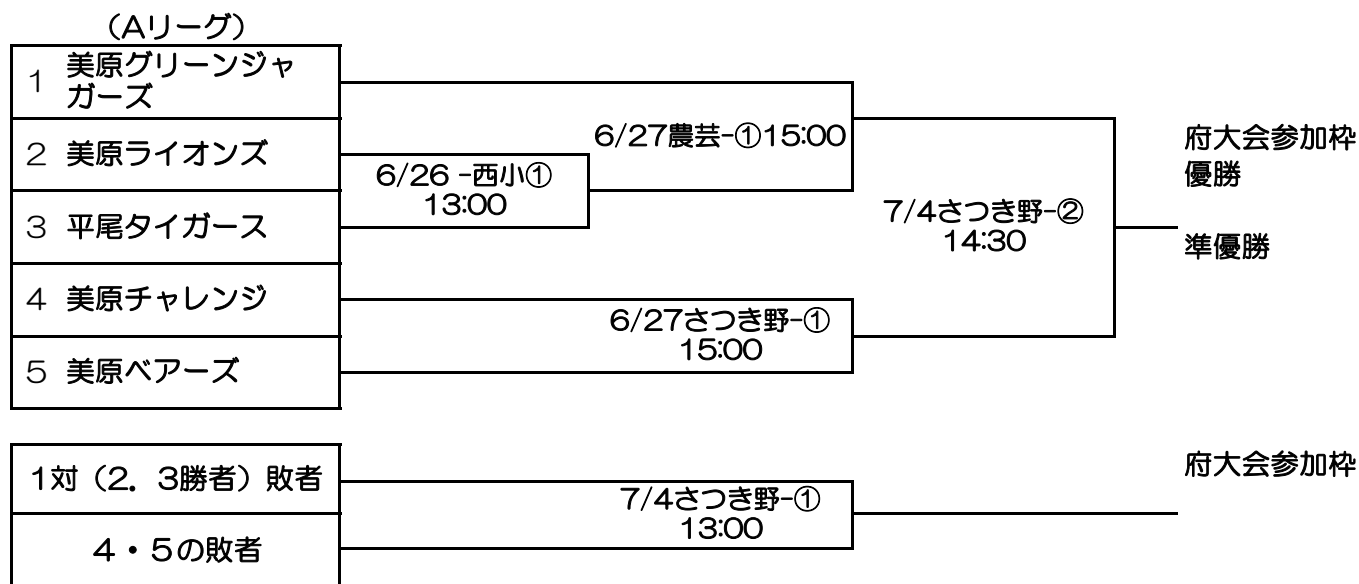 （Aリーグ）
1 美原グリーンジャ
ガーズ
2 美原ライオンズ
3 平尾タイガース
4 美原チャレンジ
5 美原ベアーズ
6/26 -西小①
13:00
6/27農芸-①15:00
6/27さつき野-①
15:00
7/4さつき野-②
14:30
府大会参加枠
優勝
準優勝
1対（2．3勝者）敗者
4・5の敗者
7/4さつき野-①
13:00
府大会参加枠